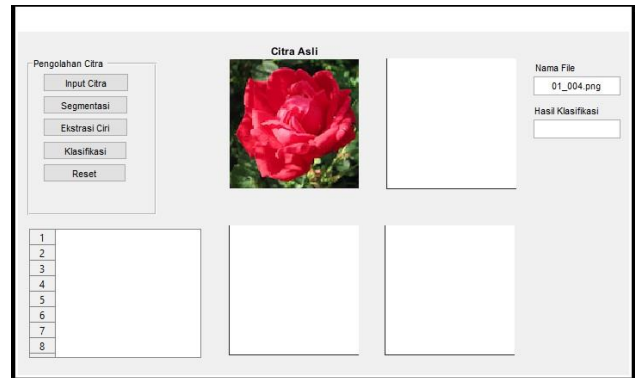 Pengolahan Citra
Input Citra
Segmentasi
Ekstrasi Ciri
Klasifikasi
Reset
Citra Asli
Nama File
01_004.png
Hasil Klasifikasi
1
2
3
4
5
6
7
8